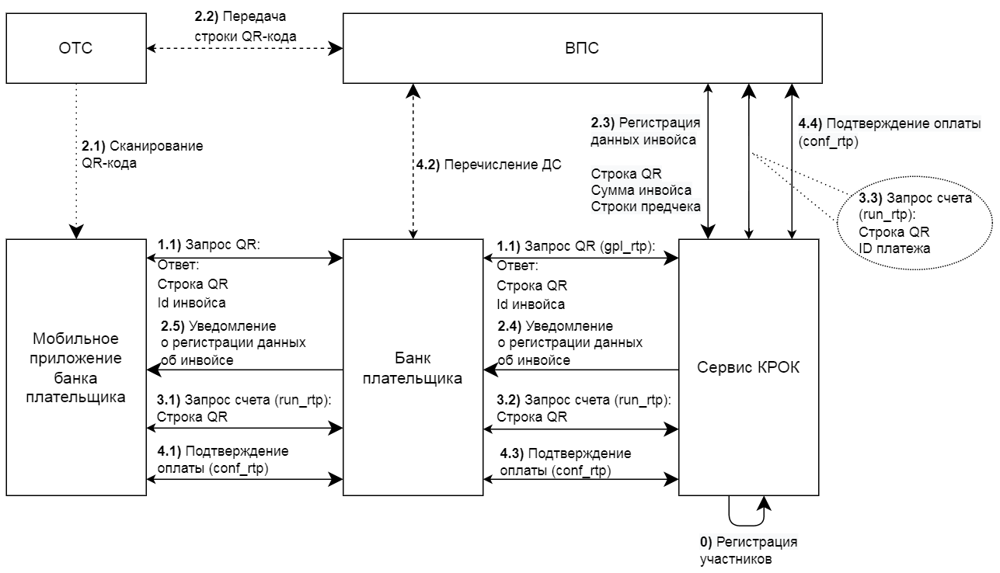 ОТС
2.2) Передача
строки QR-кода
ВПС
2.1) Сканирование
QR-кода
4.2) Перечисление ДС
2.3) Регистрация
данных инвойса
Строка QR
Сумма инвойса
Строки предчека
4.4) Подтверждение оплаты
(conf_rtp)
3.3) Запрос счета
(run_rtp):
Строка QR
ID платежа
Мобильное
приложение
банка
плательщика
1.1) Запрос QR:
Ответ:
Строка QR
Id инвойса
2.5) Уведомление
о регистрации данных
об инвойсе
3.1) Запрос счета (run_rtp):
Строка QR
4.1) Подтверждение
оплаты (conf_rtp)
Банк
плательщика
1.1) Запрос QR (gpl_rtp):
Ответ:
Строка QR
Id инвойса
2.4) Уведомление
о регистрации данных
об инвойсе
3.2) Запрос счета (run_rtp):
Строка QR
4.3) Подтверждение
оплаты (conf_rtp)
Сервис КРОК
0) Регистрация
участников